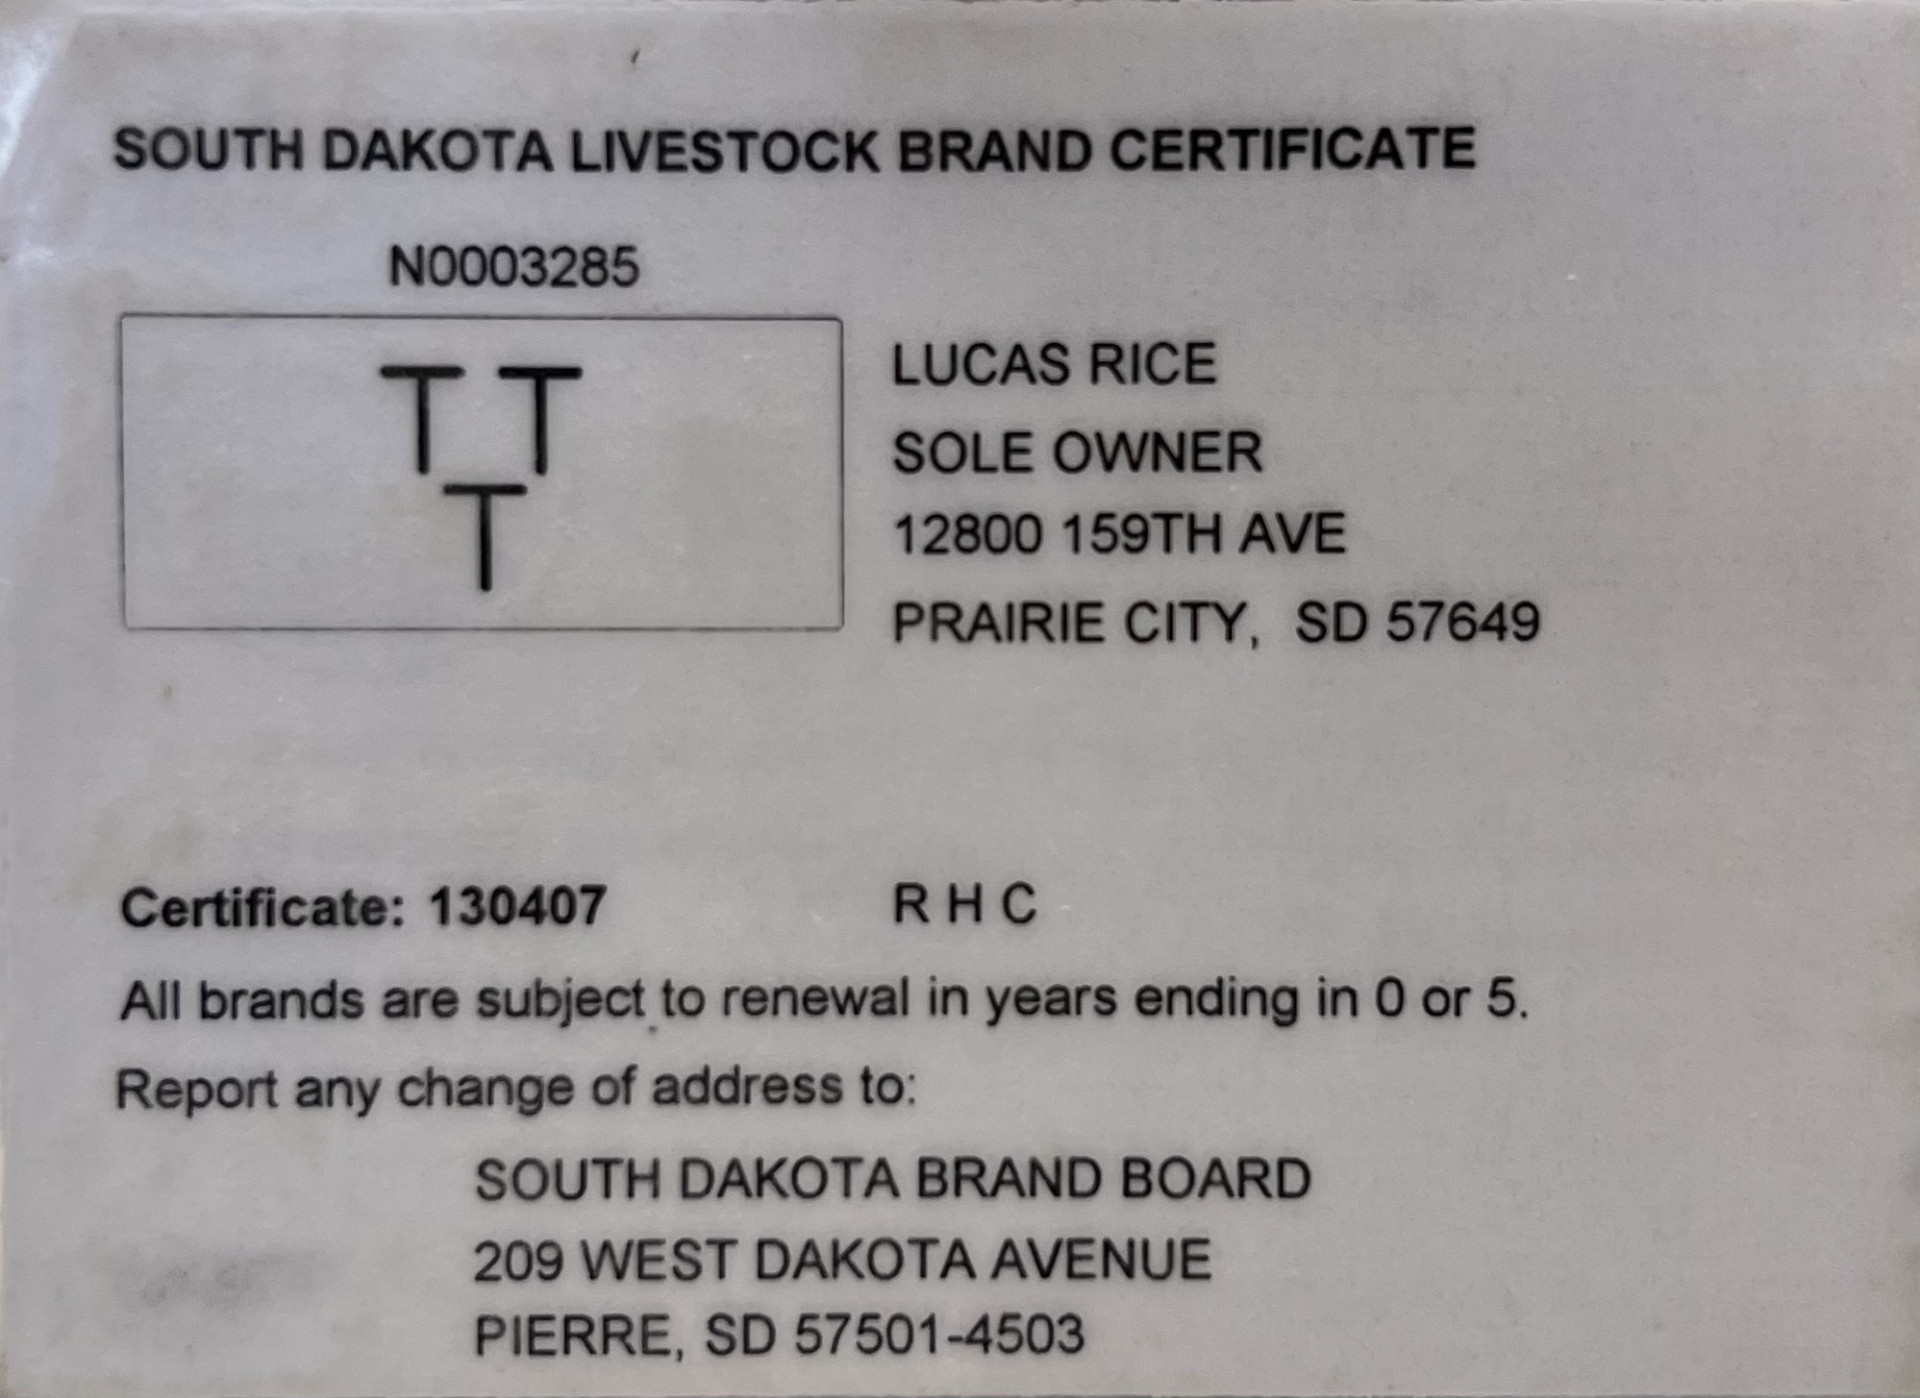 SOUTH DAKOTA LIVESTOCK BRAND CERTIFICATE
N0003285
T T
T
LUCAS RICE
SOLE OWNER
12800 159TH AVE
PRAIRIE CITY, SD 57649
Certificate: 130407 R H C
All brands are subject to renewal in years ending in 0 or 5.
Report any change of address to:
SOUTH DAKOTA BRAND BOARD
209 WEST DAKOTA AVENUE
PIERRE, SD 57501-4503